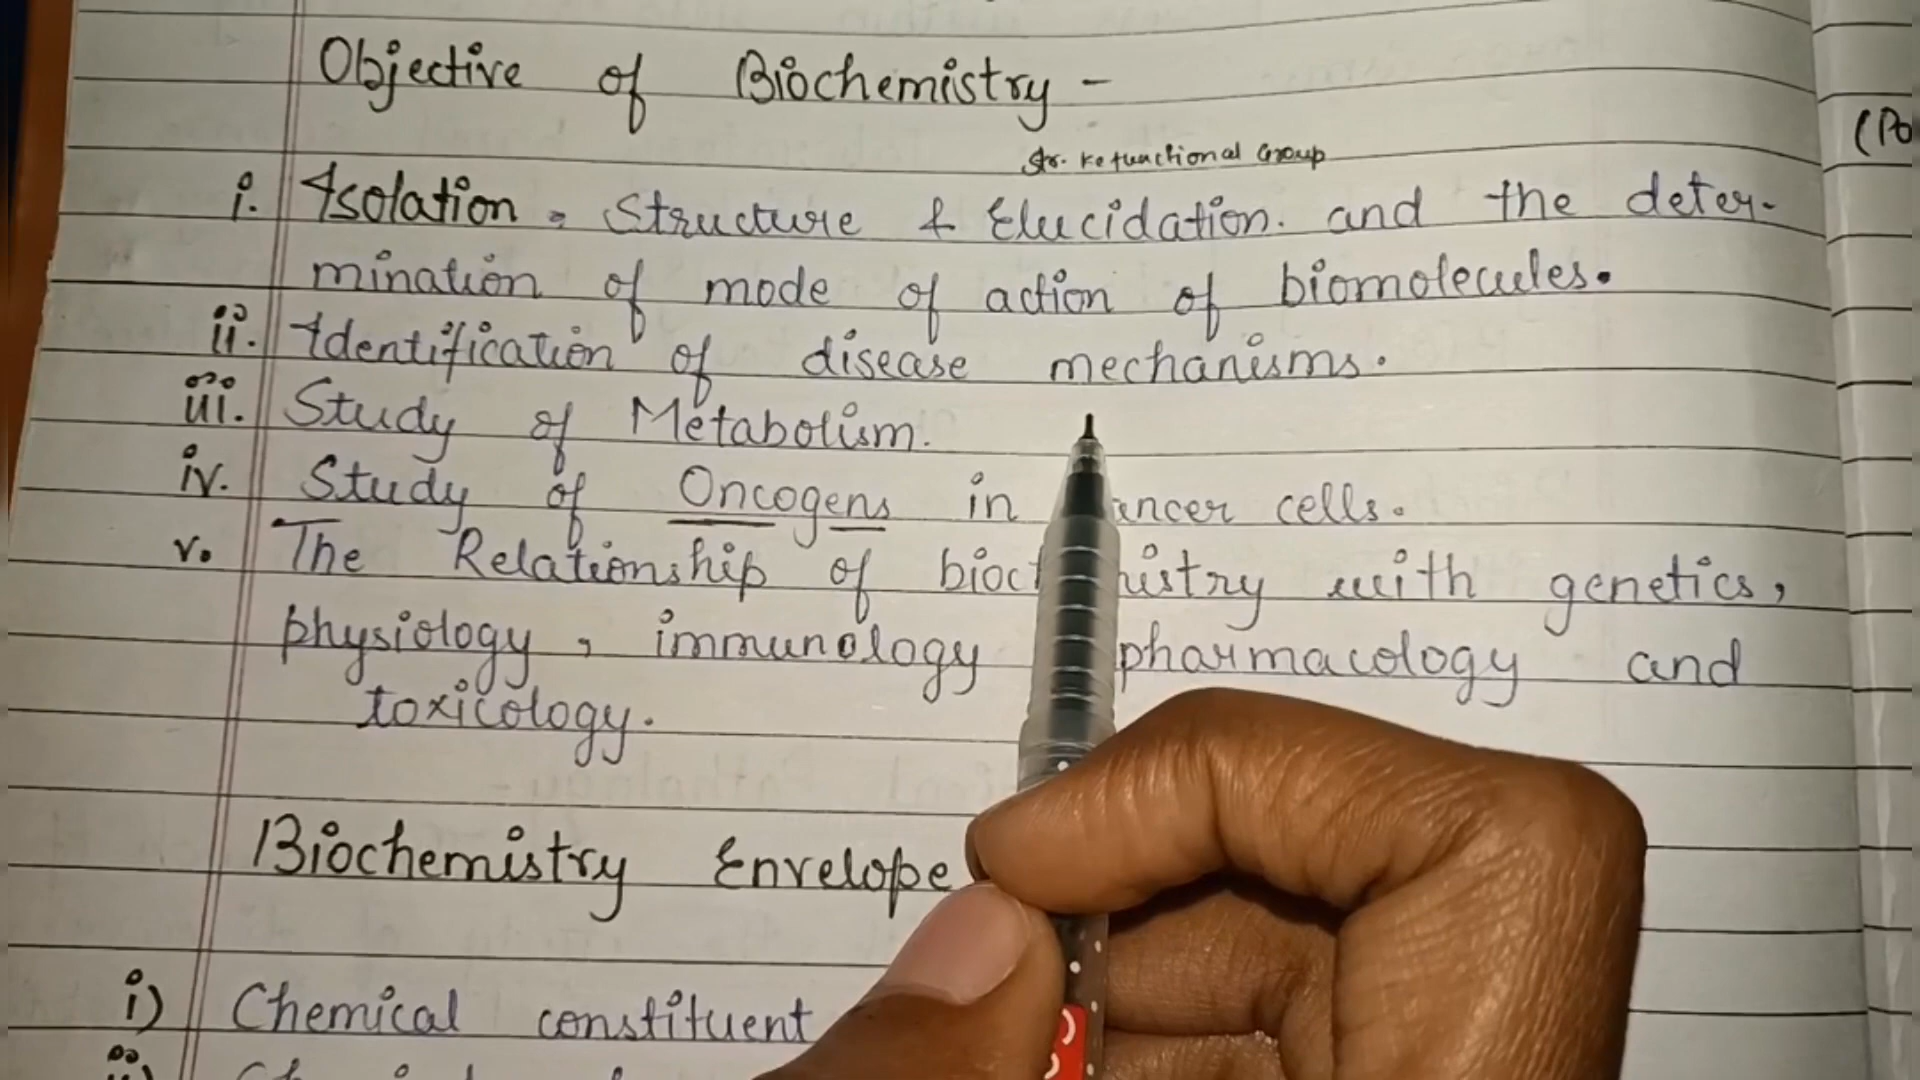 Objective of Biochemistry -
(Po
Str. ke functional Group
i. Isolation, Structure & Elucidation. and the deter-
mination of mode of action of biomolecules.
ii. Identification of disease mechanisms.
iii. Study of Metabolism.
iv. Study of Oncogens in ancer cells.
v. The Relationship of bioc istry with genetics,
physiology, immunology pharmacology and
toxicology.
Biochemistry Envelope
i) Chemical constituent